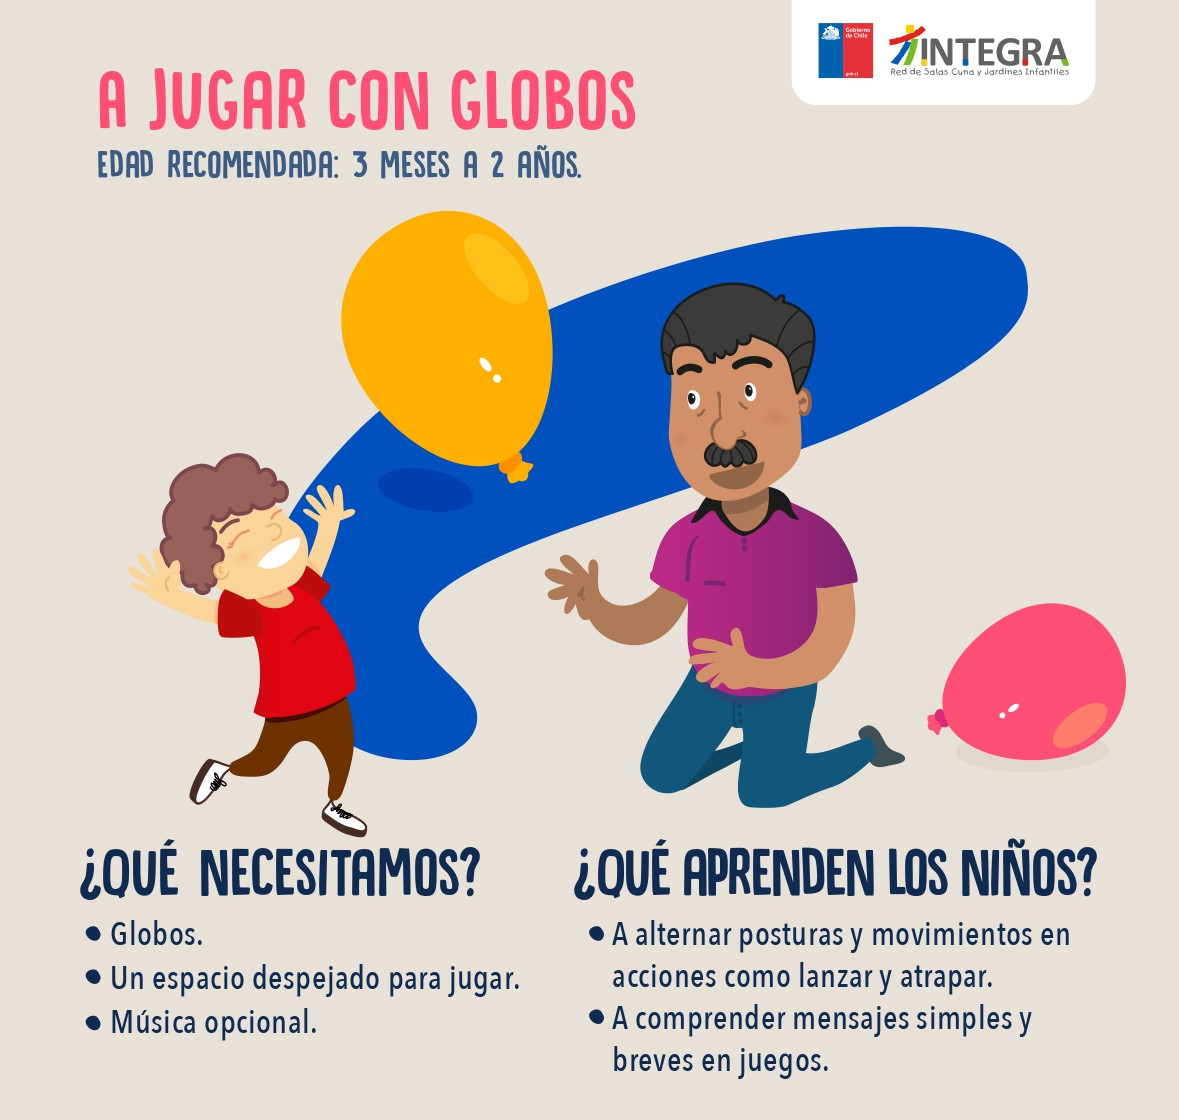 Gobierno
de Chile
gob.cl
INTEGRA
Red de Salas Cuna y Jardines Infantiles
A JUGAR CON GLOBOS
EDAD RECOMENDADA: 3 MESES A 2 AÑOS.
¿QUÉ NECESITAMOS?
Globos.
Un espacio despejado para jugar.
Música opcional.
¿QUÉ APRENDEN LOS NIÑOS?
A alternar posturas y movimientos en
acciones como lanzar y atrapar.
A comprender mensajes simples y
breves en juegos.